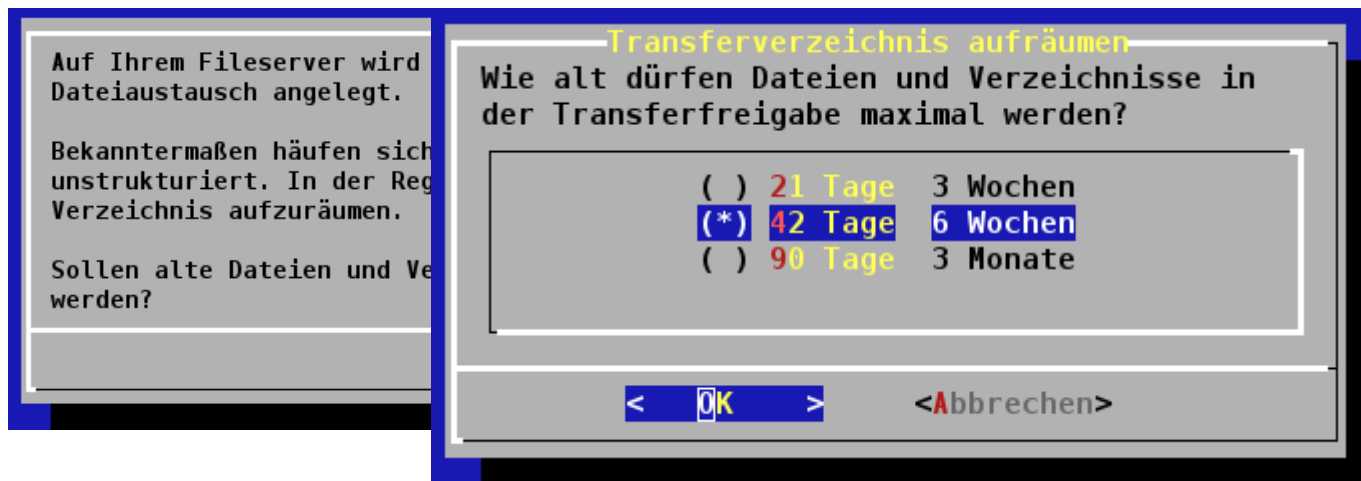 Auf Ihrem Fileserver wird
Dateiaustausch angelegt.
Bekanntermaßen häufen sich
unstrukturiert. In der Reg
Verzeichnis aufzuräumen.
Sollen alte Dateien und Ve
werden?
Transferverzeichnis aufräumen
Wie alt dürfen Dateien und Verzeichnisse in
der Transferfreigabe maximal werden?
( ) 21 Tage 3 Wochen
(*) 42 Tage 6 Wochen
( ) 90 Tage 3 Monate
< OK > <Abbrechen>